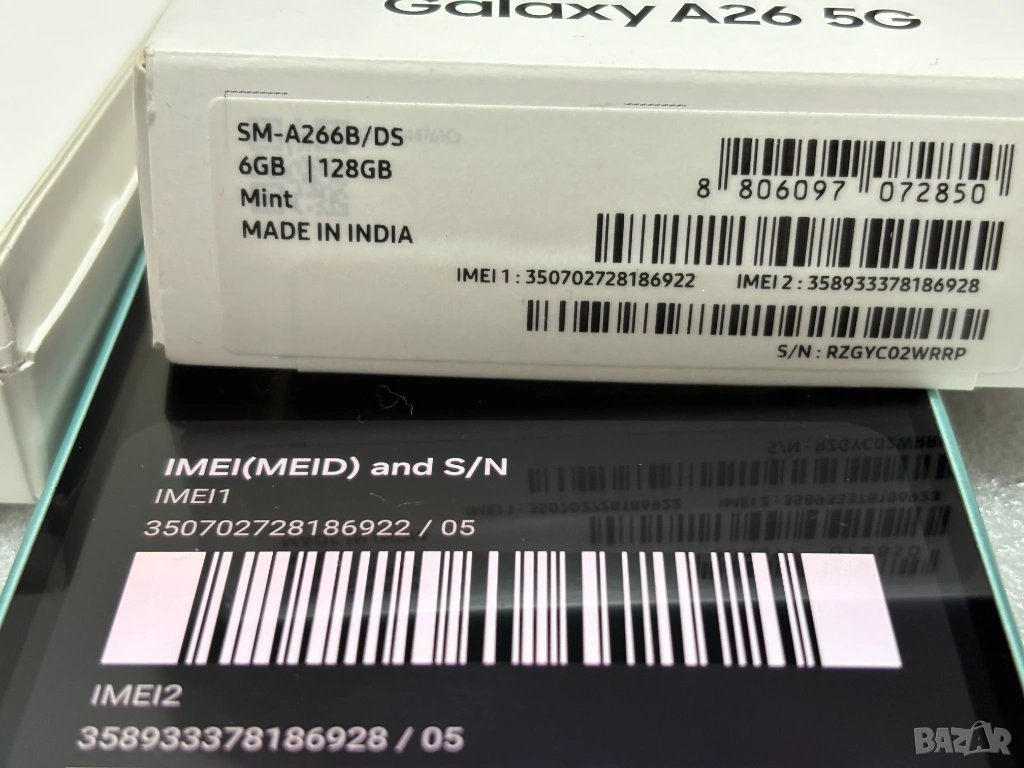 Galaxy A26 5G
SM-A266B/DS
6GB | 128GB
Mint
MADE IN INDIA
8 806097 072850
IMEI 1 : 350702728186922 IMEI 2 : 358933378186928
S/N : RZGYC02WRRP
IMEI(MEID) and S/N
IMEI1
350702728186922 / 05
IMEI2
358933378186928 / 05
BAZAR